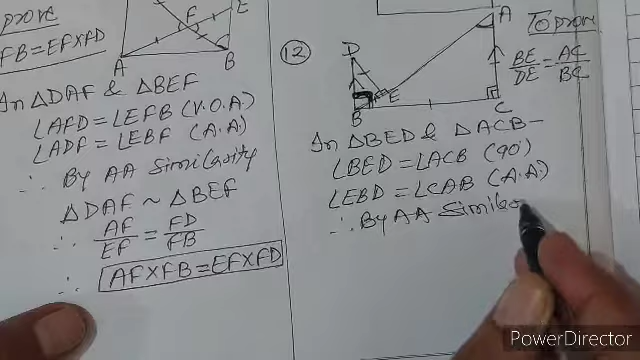 prove
FB=EF×FD
F
E
A
B
In ΔDAF & ΔBEF
∠AFD=∠EFB (V.O.A.)
∠ADF=∠EBF (A.A.)
∴ By AA Similarity
ΔDAF ~ ΔBEF
∴ AF/EF = FD/FB
∴ AF×FB=EF×FD
12
To prove
BE/DE = AC/BC
A
D
E
B
C
In ΔBED & ΔACB–
∠BED=∠ACB (90°)
∠EBD=∠CAB (A.A.)
∴ By AA
PowerDirector